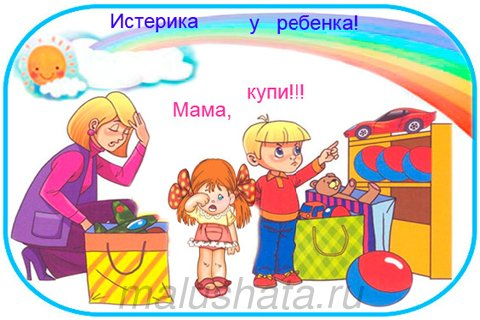 Истерика у ребенка!
Мама, купи!!!
malushata.ru